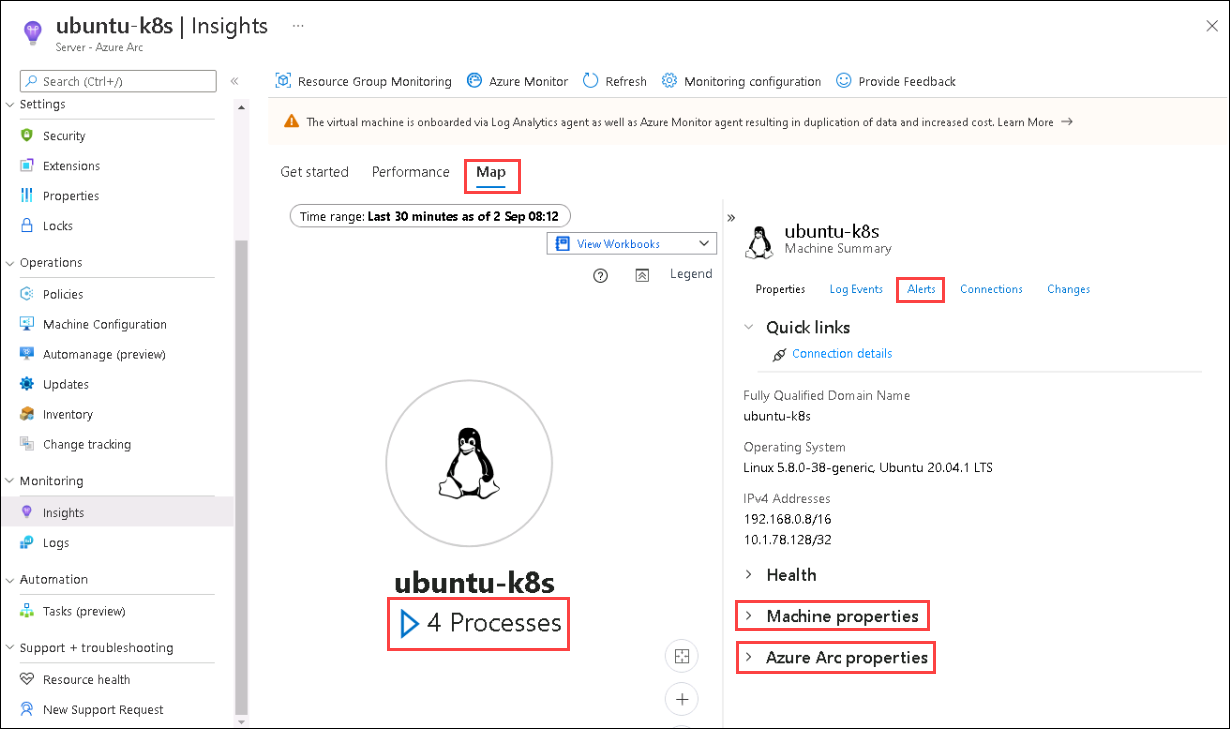 ubuntu-k8s | Insights ...
Server - Azure Arc
Search (Ctrl+/)
«
Settings
Security
Extensions
Properties
Locks
Operations
Policies
Machine Configuration
Automanage (preview)
Updates
Inventory
Change tracking
Monitoring
Insights
Logs
Automation
Tasks (preview)
Support + troubleshooting
Resource health
New Support Request
Resource Group Monitoring
Azure Monitor
Refresh
Monitoring configuration
Provide Feedback
The virtual machine is onboarded via Log Analytics agent as well as Azure Monitor agent resulting in duplication of data and increased cost. Learn More →
Get started
Performance
Map
Time range: Last 30 minutes as of 2 Sep 08:12
View Workbooks
Legend
ubuntu-k8s
4 Processes
»
ubuntu-k8s
Machine Summary
Properties
Log Events
Alerts
Connections
Changes
Quick links
Connection details
Fully Qualified Domain Name
ubuntu-k8s
Operating System
Linux 5.8.0-38-generic, Ubuntu 20.04.1 LTS
IPv4 Addresses
192.168.0.8/16
10.1.78.128/32
Health
Machine properties
Azure Arc properties